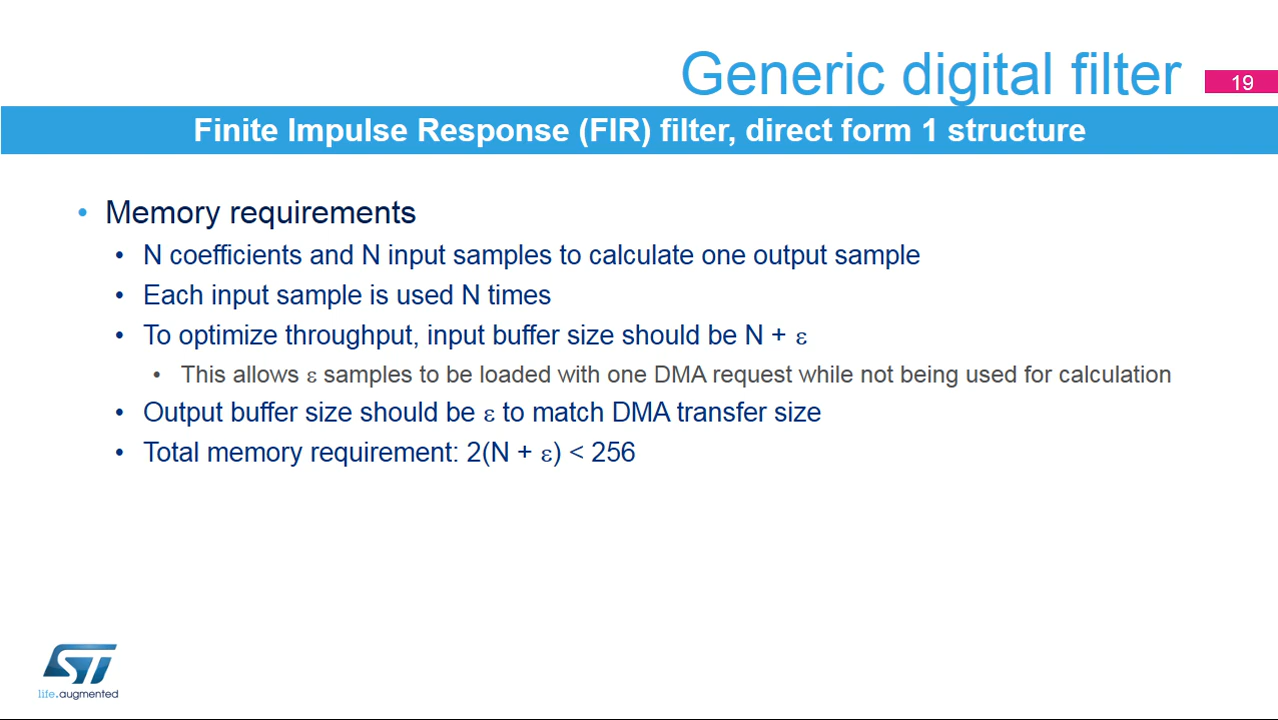 Generic digital filter
19
Finite Impulse Response (FIR) filter, direct form 1 structure
• Memory requirements
• N coefficients and N input samples to calculate one output sample
• Each input sample is used N times
• To optimize throughput, input buffer size should be N + ε
• This allows ε samples to be loaded with one DMA request while not being used for calculation
• Output buffer size should be ε to match DMA transfer size
• Total memory requirement: 2(N + ε) < 256
ST
life.augmented